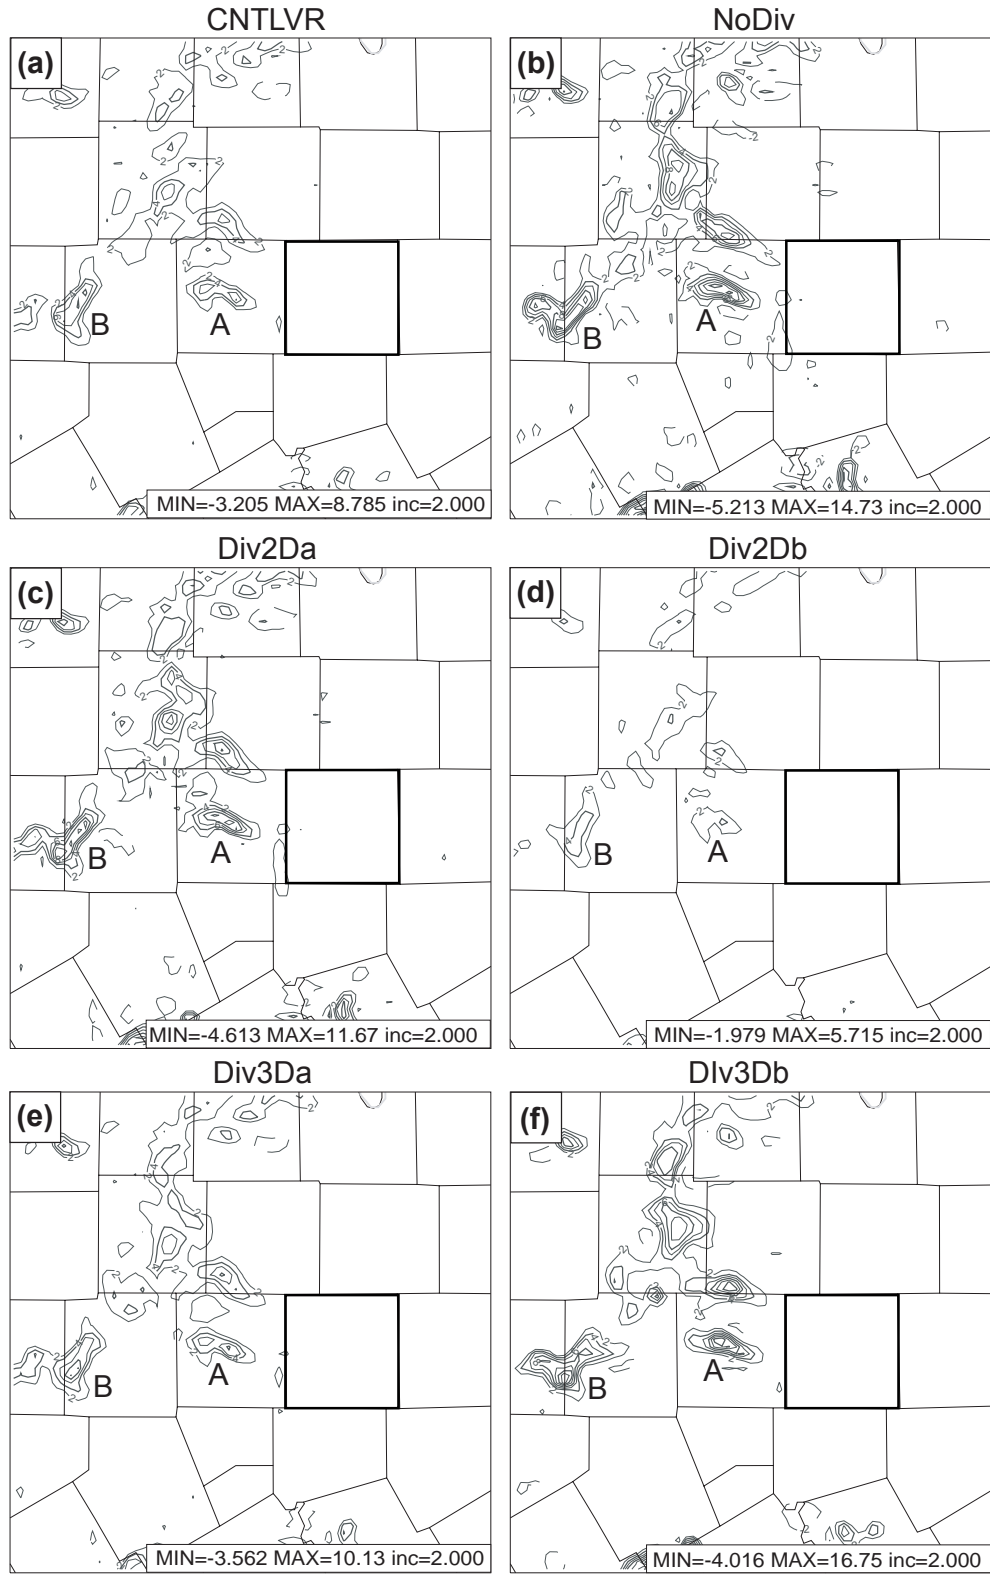 CNTLVR
NoDiv
(a)
(b)
B
A
B
A
MIN=-3.205 MAX=8.785 inc=2.000
MIN=-5.213 MAX=14.73 inc=2.000
Div2Da
Div2Db
(c)
(d)
B
A
B
A
MIN=-4.613 MAX=11.67 inc=2.000
MIN=-1.979 MAX=5.715 inc=2.000
Div3Da
DIv3Db
(e)
(f)
B
A
B
A
MIN=-3.562 MAX=10.13 inc=2.000
MIN=-4.016 MAX=16.75 inc=2.000